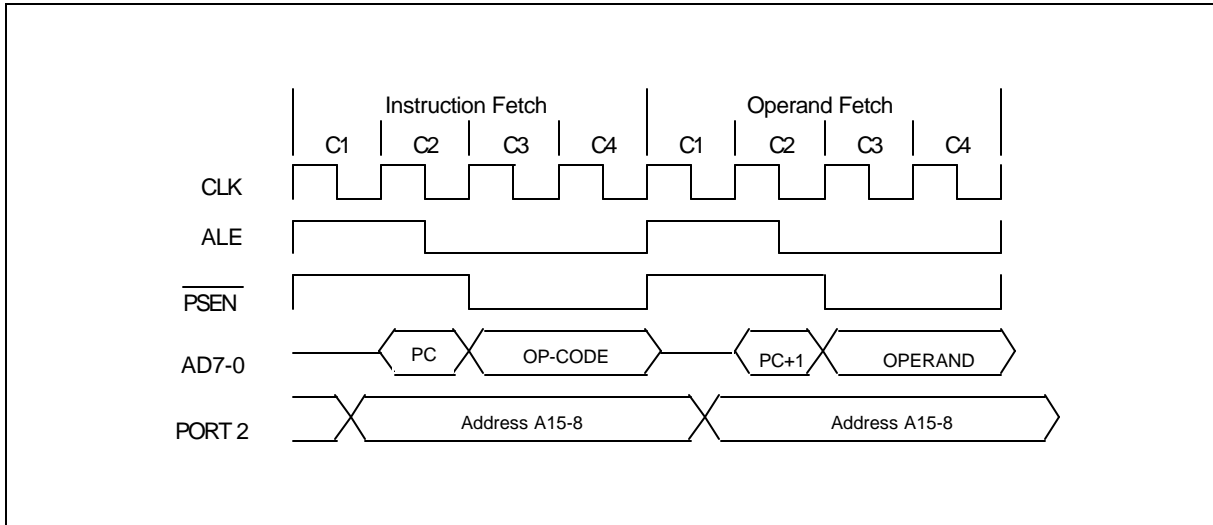 Instruction Fetch Operand Fetch
C1 C2 C3 C4 C1 C2 C3 C4
CLK
ALE
PSEN
AD7-0 PC OP-CODE PC+1 OPERAND
PORT 2 Address A15-8 Address A15-8